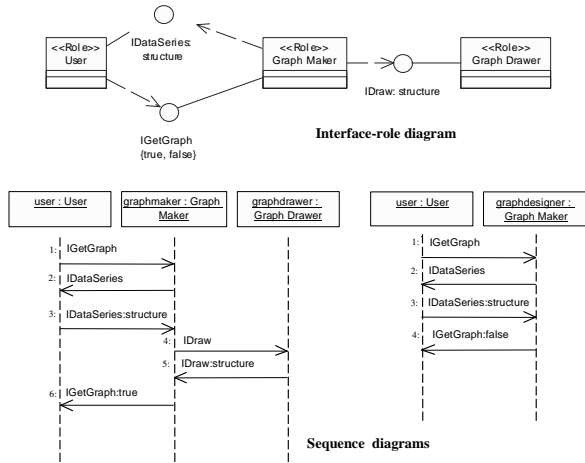 <<Role>>
User
IDataSeries:
structure
<<Role>>
Graph Maker
<<Role>>
Graph Drawer
IDraw: structure
IGetGraph
{true, false}
Interface-role diagram
user : User
graphmaker : Graph
Maker
graphdrawer :
Graph Drawer
1: IGetGraph
2: IDataSeries
3: IDataSeries:structure
4: IDraw
5: IDraw:structure
6: IGetGraph:true
user : User
graphdesigner :
Graph Maker
1: IGetGraph
2: IDataSeries
3: IDataSeries:structure
4: IGetGraph:false
Sequence diagrams